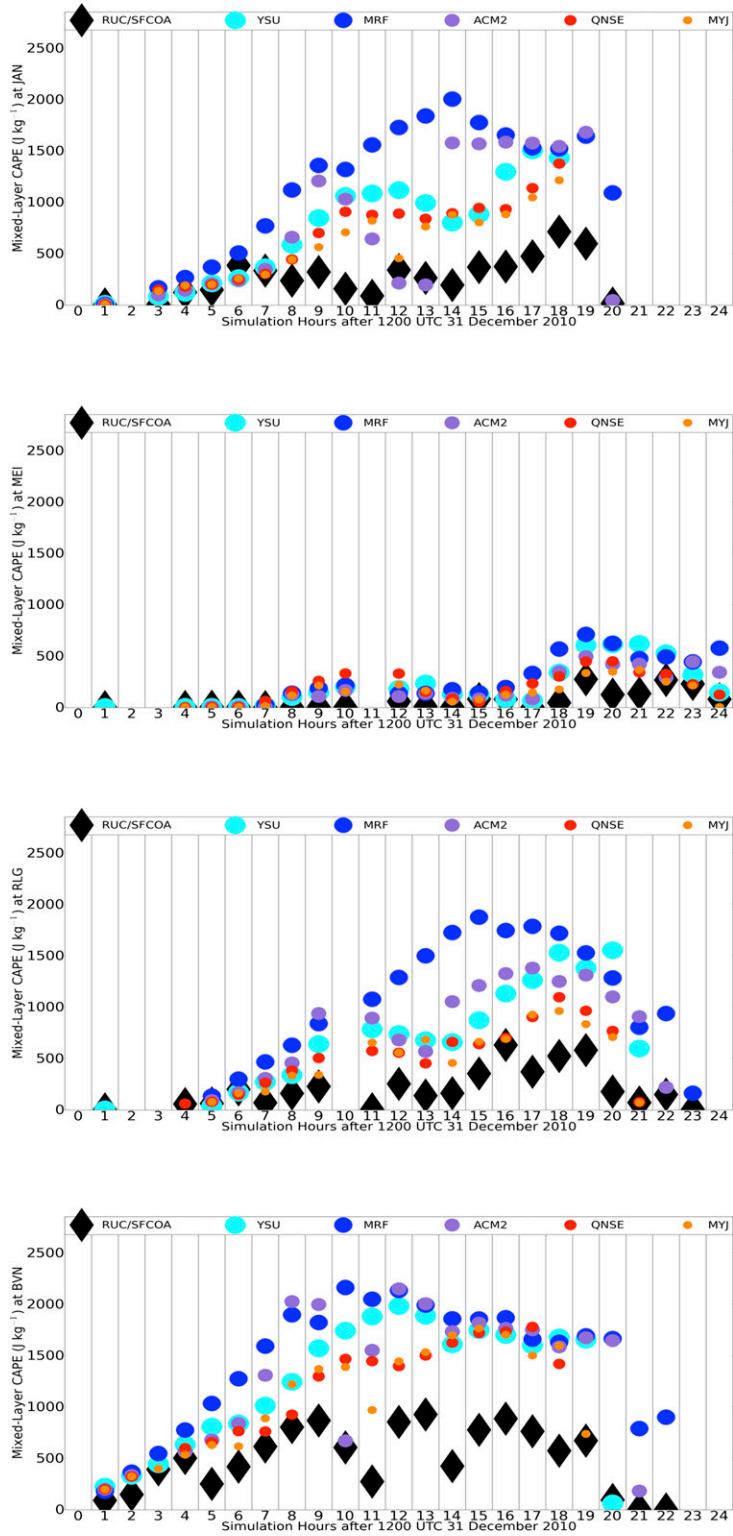 RUC/SFCOA YSU MRF ACM2 QNSE MYJ
2500
2000
1500
1000
500
0
Mixed-Layer CAPE (J kg⁻¹) at JAN
0 1 2 3 4 5 6 7 8 9 10 11 12 13 14 15 16 17 18 19 20 21 22 23 24
Simulation Hours after 1200 UTC 31 December 2010
RUC/SFCOA YSU MRF ACM2 QNSE MYJ
2500
2000
1500
1000
500
0
Mixed-Layer CAPE (J kg⁻¹) at MEI
0 1 2 3 4 5 6 7 8 9 10 11 12 13 14 15 16 17 18 19 20 21 22 23 24
Simulation Hours after 1200 UTC 31 December 2010
RUC/SFCOA YSU MRF ACM2 QNSE MYJ
2500
2000
1500
1000
500
0
Mixed-Layer CAPE (J kg⁻¹) at RLG
0 1 2 3 4 5 6 7 8 9 10 11 12 13 14 15 16 17 18 19 20 21 22 23 24
Simulation Hours after 1200 UTC 31 December 2010
RUC/SFCOA YSU MRF ACM2 QNSE MYJ
2500
2000
1500
1000
500
0
Mixed-Layer CAPE (J kg⁻¹) at BVN
0 1 2 3 4 5 6 7 8 9 10 11 12 13 14 15 16 17 18 19 20 21 22 23 24
Simulation Hours after 1200 UTC 31 December 2010